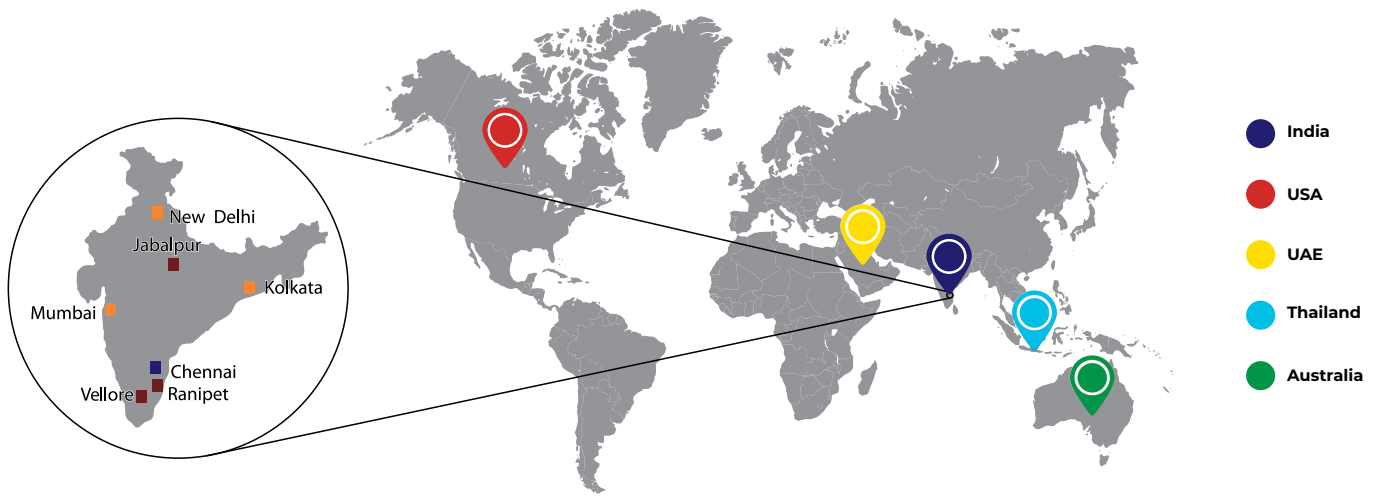 New Delhi
Jabalpur
Kolkata
Mumbai
Chennai
Ranipet
Vellore
India
USA
UAE
Thailand
Australia